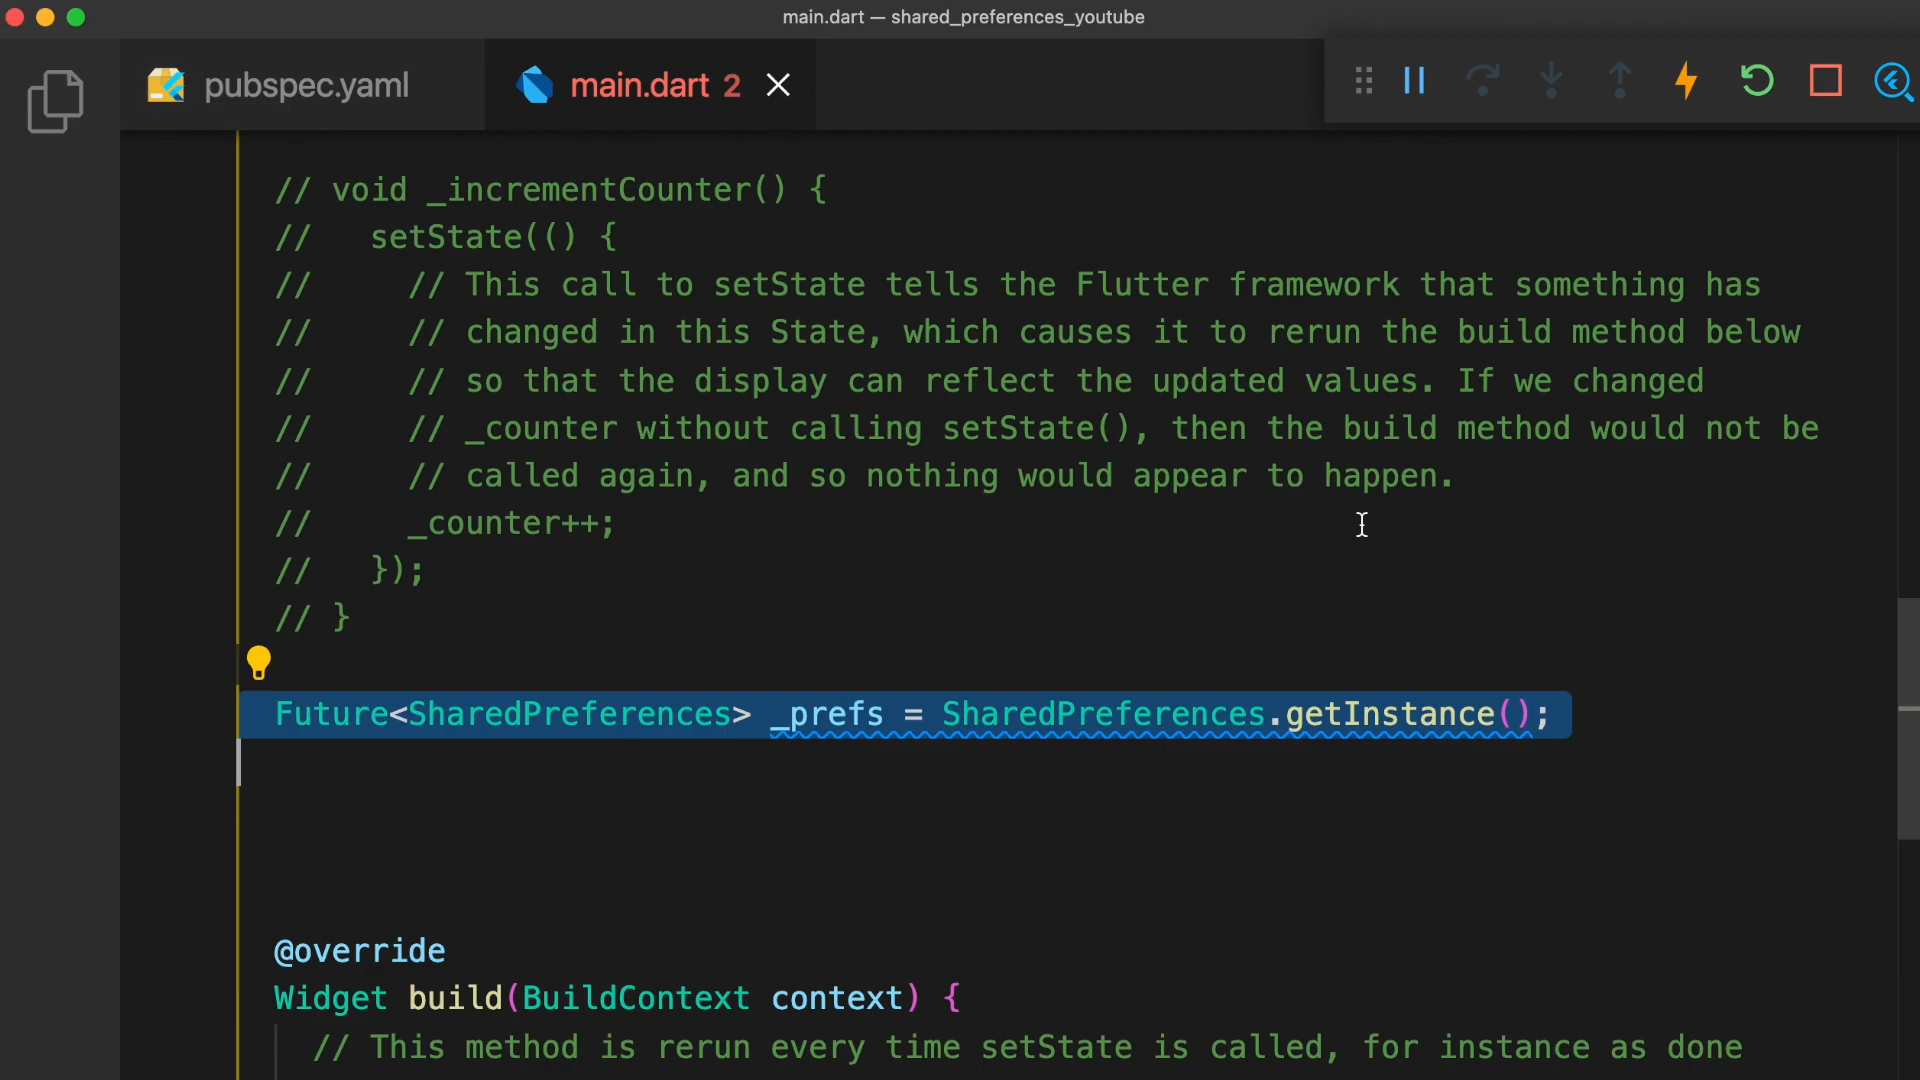 main.dart — shared_preferences_youtube
pubspec.yaml
main.dart 2
// void _incrementCounter() {
//   setState(() {
//     // This call to setState tells the Flutter framework that something has
//     // changed in this State, which causes it to rerun the build method below
//     // so that the display can reflect the updated values. If we changed
//     // _counter without calling setState(), then the build method would not be
//     // called again, and so nothing would appear to happen.
//     _counter++;
//   });
// }
Future<SharedPreferences> _prefs = SharedPreferences.getInstance();
@override
Widget build(BuildContext context) {
// This method is rerun every time setState is called, for instance as done